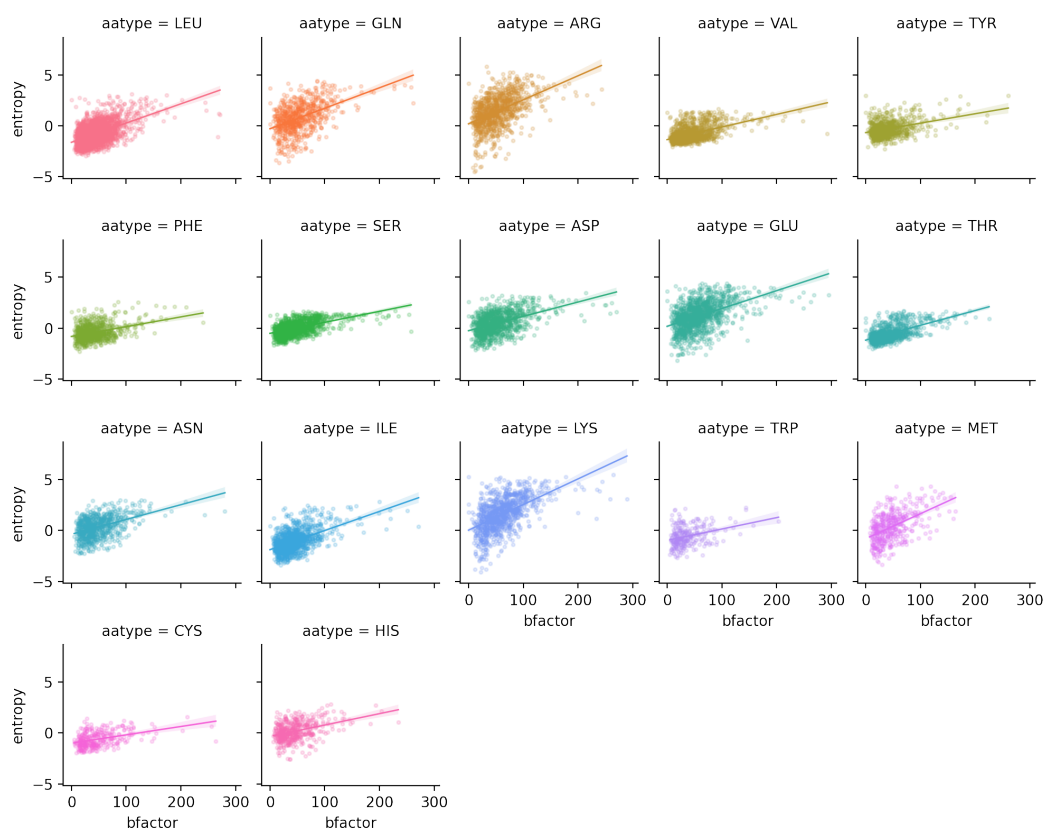 aatype = LEU
aatype = GLN
aatype = ARG
aatype = VAL
aatype = TYR
entropy
5
0
−5
aatype = PHE
aatype = SER
aatype = ASP
aatype = GLU
aatype = THR
entropy
5
0
−5
aatype = ASN
aatype = ILE
aatype = LYS
aatype = TRP
aatype = MET
entropy
5
0
−5
0 100 200 300
bfactor
0 100 200 300
bfactor
0 100 200 300
bfactor
aatype = CYS
aatype = HIS
entropy
5
0
−5
0 100 200 300
bfactor
0 100 200 300
bfactor